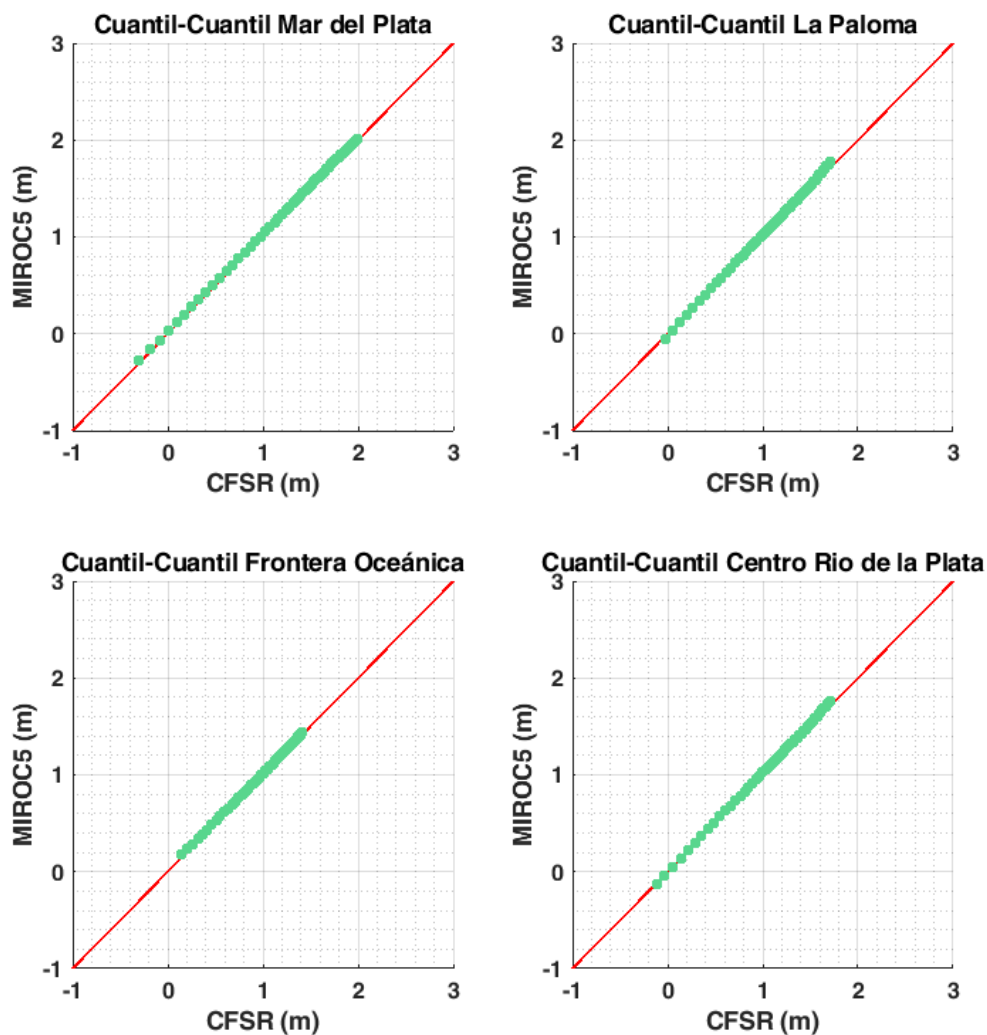 Cuantil-Cuantil Mar del Plata
3
2
1
0
-1
-1 0 1 2 3
MIROC5 (m)
CFSR (m)
Cuantil-Cuantil La Paloma
3
2
1
0
-1
-1 0 1 2 3
MIROC5 (m)
CFSR (m)
Cuantil-Cuantil Frontera Oceánica
3
2
1
0
-1
-1 0 1 2 3
MIROC5 (m)
CFSR (m)
Cuantil-Cuantil Centro Rio de la Plata
3
2
1
0
-1
-1 0 1 2 3
MIROC5 (m)
CFSR (m)